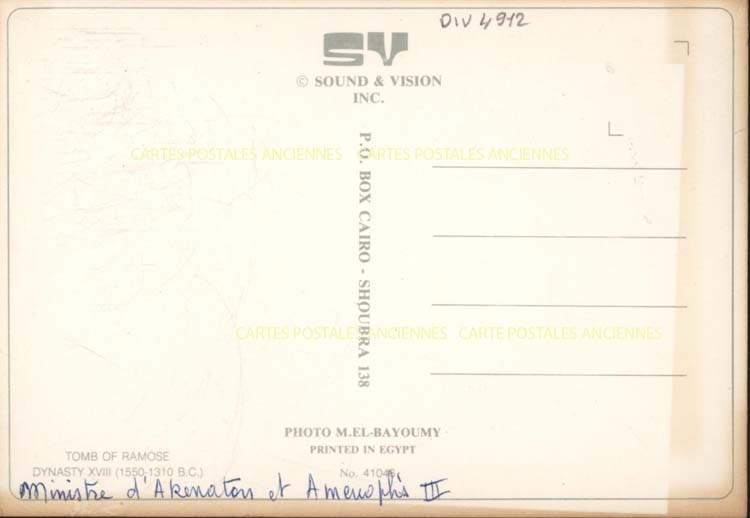 DIV 4912
SV
© SOUND & VISION
INC.
CARTES POSTALES ANCIENNES CARTES POSTALES ANCIENNES
P.O. BOX CAIRO - SHOUBRA 138
CARTES POSTALES ANCIENNES CARTE POSTALES ANCIENNES
PHOTO M.EL-BAYOUMY
PRINTED IN EGYPT
No. 41046
TOMB OF RAMOSE
DYNASTY XVIII (1550-1310 B.C.)
Ministre d'Akenaton et Amenophis III